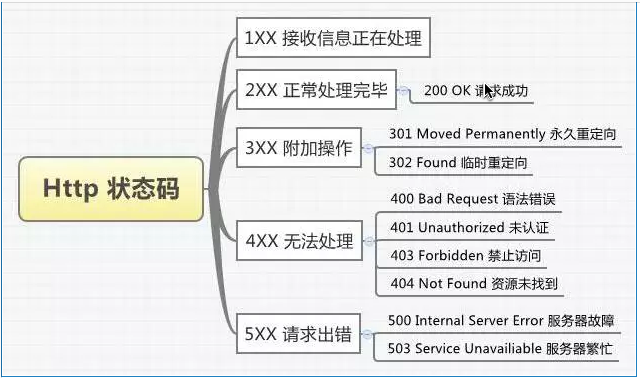 Http 状态码
1XX 接收信息正在处理
2XX 正常处理完毕
200 OK 请求成功
3XX 附加操作
301 Moved Permanently 永久重定向
302 Found 临时重定向
4XX 无法处理
400 Bad Request 语法错误
401 Unauthorized 未认证
403 Forbidden 禁止访问
404 Not Found 资源未找到
5XX 请求出错
500 Internal Server Error 服务器故障
503 Service Unavailiable 服务器繁忙